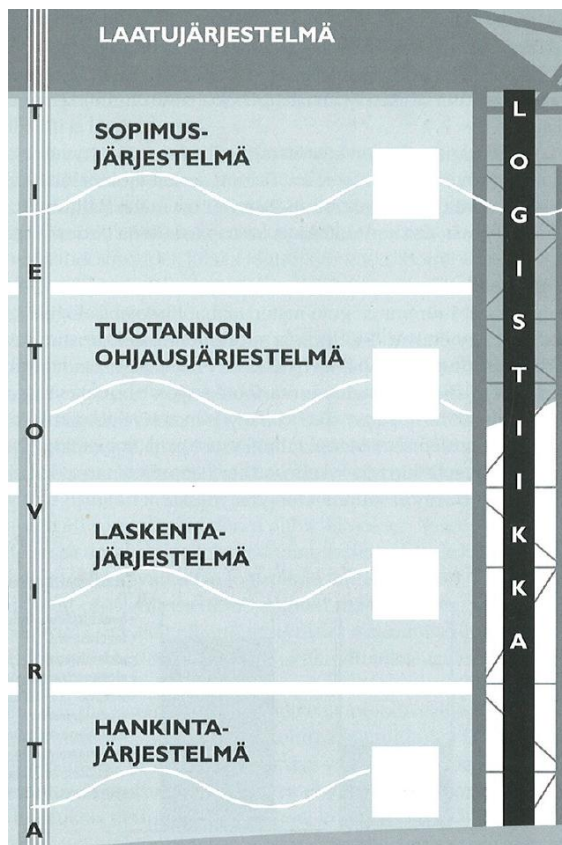 LAATUJÄRJESTELMÄ
TIETOVIRTA
SOPIMUS-
JÄRJESTELMÄ
TUOTANNON
OHJAUSJÄRJESTELMÄ
LASKENTA-
JÄRJESTELMÄ
HANKINTA-
JÄRJESTELMÄ
LOGISTIIKKA